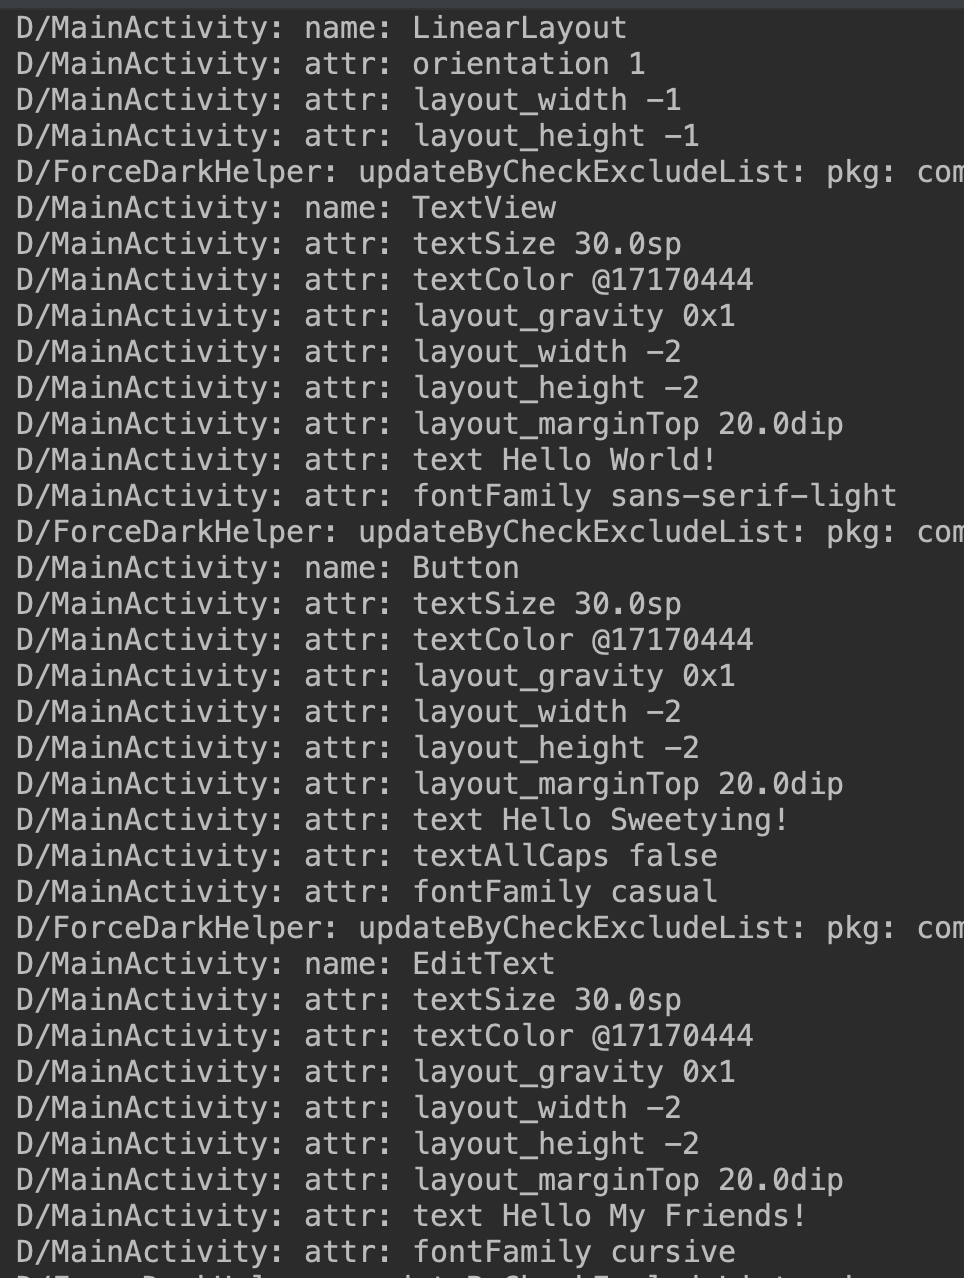 D/MainActivity: name: LinearLayout
D/MainActivity: attr: orientation 1
D/MainActivity: attr: layout_width -1
D/MainActivity: attr: layout_height -1
D/ForceDarkHelper: updateByCheckExcludeList: pkg: com
D/MainActivity: name: TextView
D/MainActivity: attr: textSize 30.0sp
D/MainActivity: attr: textColor @17170444
D/MainActivity: attr: layout_gravity 0x1
D/MainActivity: attr: layout_width -2
D/MainActivity: attr: layout_height -2
D/MainActivity: attr: layout_marginTop 20.0dip
D/MainActivity: attr: text Hello World!
D/MainActivity: attr: fontFamily sans-serif-light
D/ForceDarkHelper: updateByCheckExcludeList: pkg: com
D/MainActivity: name: Button
D/MainActivity: attr: textSize 30.0sp
D/MainActivity: attr: textColor @17170444
D/MainActivity: attr: layout_gravity 0x1
D/MainActivity: attr: layout_width -2
D/MainActivity: attr: layout_height -2
D/MainActivity: attr: layout_marginTop 20.0dip
D/MainActivity: attr: text Hello Sweetying!
D/MainActivity: attr: textAllCaps false
D/MainActivity: attr: fontFamily casual
D/ForceDarkHelper: updateByCheckExcludeList: pkg: com
D/MainActivity: name: EditText
D/MainActivity: attr: textSize 30.0sp
D/MainActivity: attr: textColor @17170444
D/MainActivity: attr: layout_gravity 0x1
D/MainActivity: attr: layout_width -2
D/MainActivity: attr: layout_height -2
D/MainActivity: attr: layout_marginTop 20.0dip
D/MainActivity: attr: text Hello My Friends!
D/MainActivity: attr: fontFamily cursive